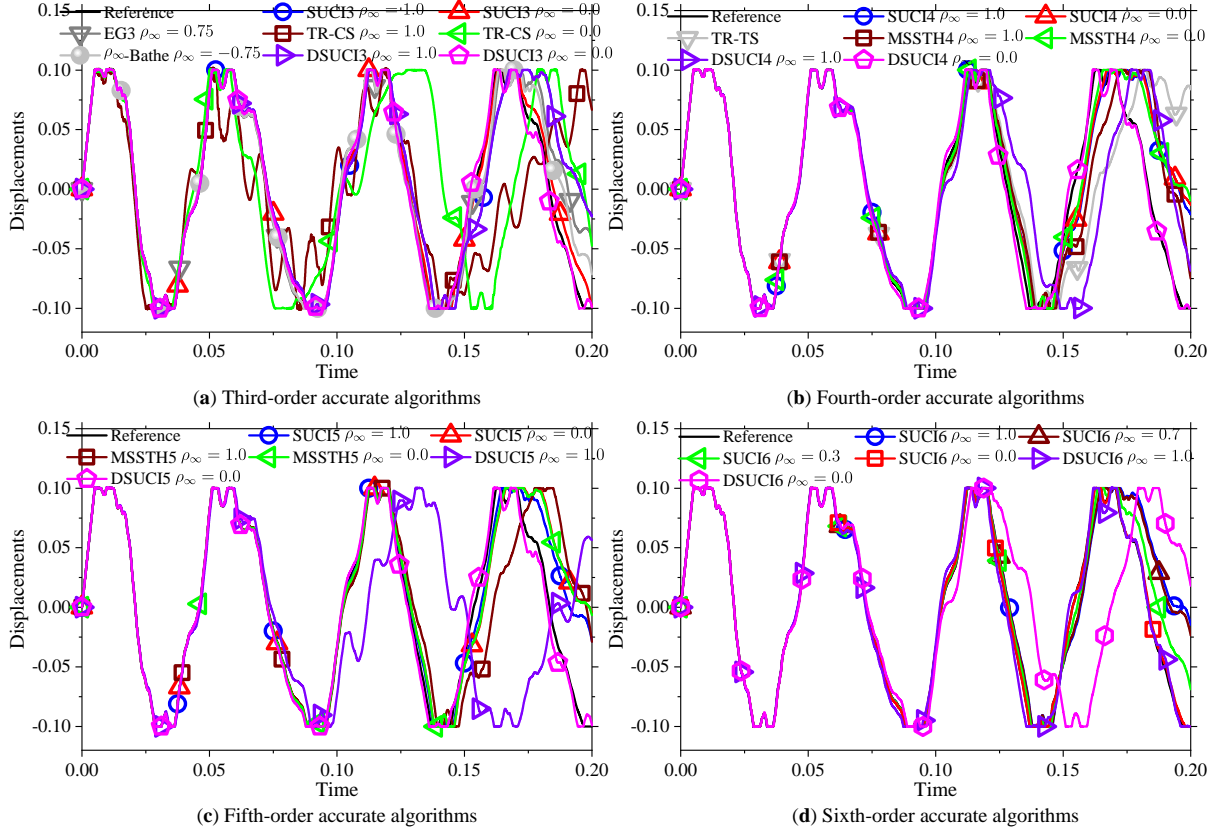 Reference SUCI3 ρ∞ = 1.0 SUCI3 ρ∞ = 0.0
EG3 ρ∞ = 0.75 TR-CS ρ∞ = 1.0 TR-CS ρ∞ = 0.0
ρ∞-Bathe ρ∞ = −0.75 DSUCI3 ρ∞ = 1.0 DSUCI3 ρ∞ = 0.0
0.15
0.10
0.05
0.00
-0.05
-0.10
Displacements
0.00 0.05 0.10 0.15 0.20
Time
(a) Third-order accurate algorithms
Reference SUCI4 ρ∞ = 1.0 SUCI4 ρ∞ = 0.0
TR-TS MSSTH4 ρ∞ = 1.0 MSSTH4 ρ∞ = 0.0
DSUCI4 ρ∞ = 1.0 DSUCI4 ρ∞ = 0.0
0.15
0.10
0.05
0.00
-0.05
-0.10
Displacements
0.00 0.05 0.10 0.15 0.20
Time
(b) Fourth-order accurate algorithms
Reference SUCI5 ρ∞ = 1.0 SUCI5 ρ∞ = 0.0
MSSTH5 ρ∞ = 1.0 MSSTH5 ρ∞ = 0.0 DSUCI5 ρ∞ = 1.0
DSUCI5 ρ∞ = 0.0
0.15
0.10
0.05
0.00
-0.05
-0.10
Displacements
0.00 0.05 0.10 0.15 0.20
Time
(c) Fifth-order accurate algorithms
Reference SUCI6 ρ∞ = 1.0 SUCI6 ρ∞ = 0.7
SUCI6 ρ∞ = 0.3 SUCI6 ρ∞ = 0.0 DSUCI6 ρ∞ = 1.0
DSUCI6 ρ∞ = 0.0
0.15
0.10
0.05
0.00
-0.05
-0.10
Displacements
0.00 0.05 0.10 0.15 0.20
Time
(d) Sixth-order accurate algorithms